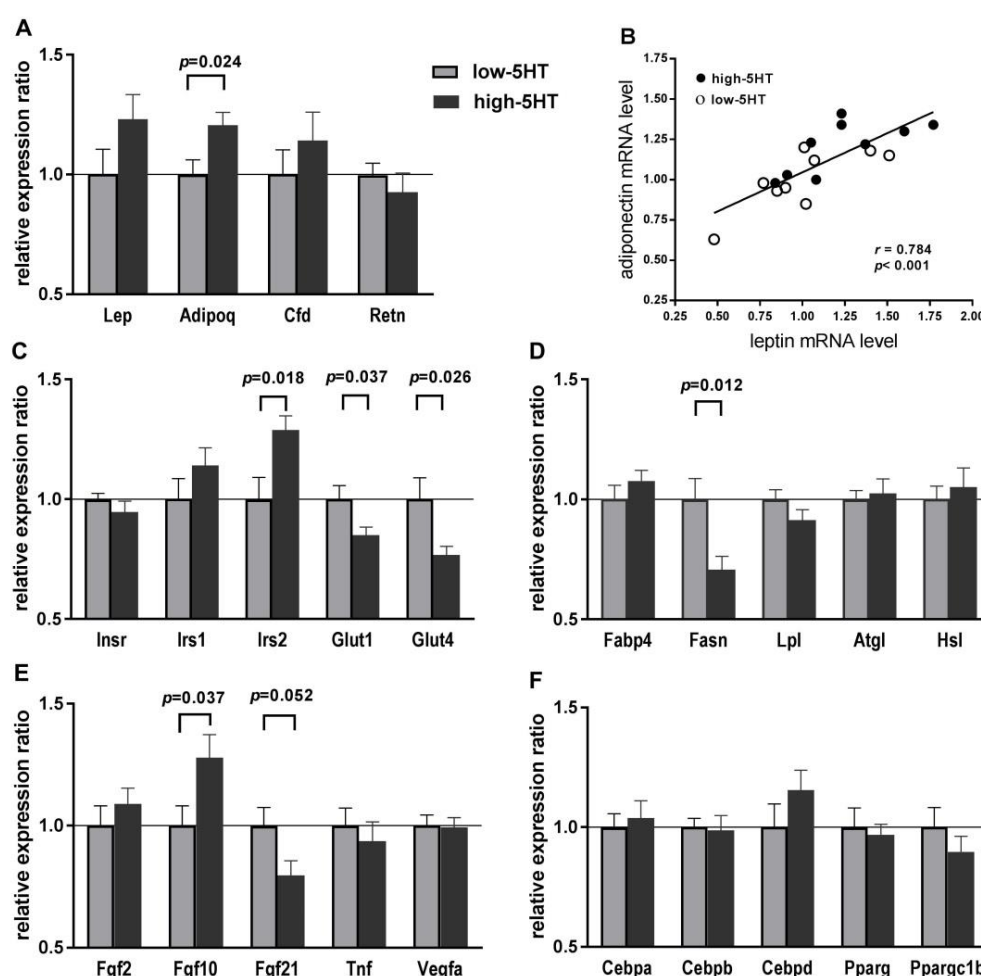 A
relative expression ratio
1.5
1.0
0.5
p=0.024
low-5HT
high-5HT
Lep Adipoq Cfd Retn
B
adiponectin mRNA level
1.75
1.50
1.25
1.00
0.75
0.50
0.25
high-5HT
low-5HT
r = 0.784
p< 0.001
0.25 0.50 0.75 1.00 1.25 1.50 1.75 2.00
leptin mRNA level
C
relative expression ratio
1.5
1.0
0.5
p=0.018 p=0.037 p=0.026
Insr Irs1 Irs2 Glut1 Glut4
D
relative expression ratio
1.5
1.0
0.5
p=0.012
Fabp4 Fasn Lpl Atgl Hsl
E
relative expression ratio
1.5
1.0
0.5
p=0.037 p=0.052
Fgf2 Fgf10 Fgf21 Tnf Vegfa
F
relative expression ratio
1.5
1.0
0.5
Cebpa Cebpb Cebpd Pparg Ppargc1b